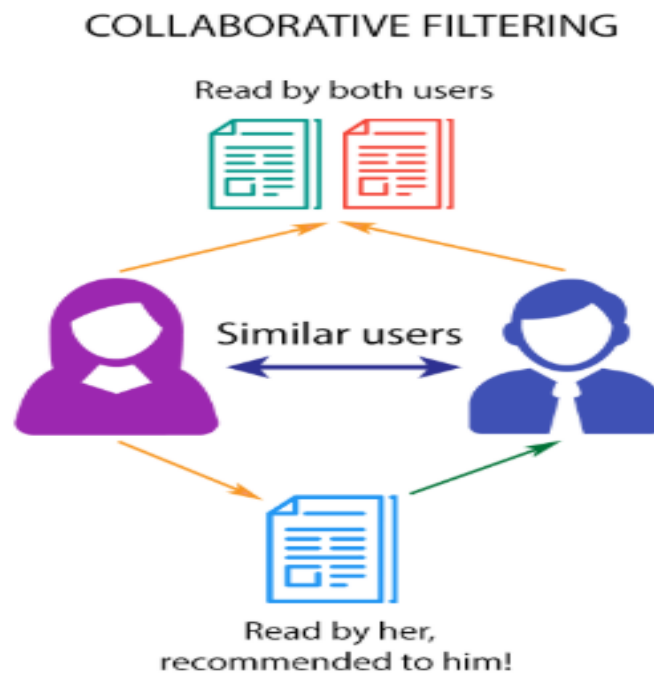 COLLABORATIVE FILTERING
Read by both users
Similar users
Read by her,
recommended to him!